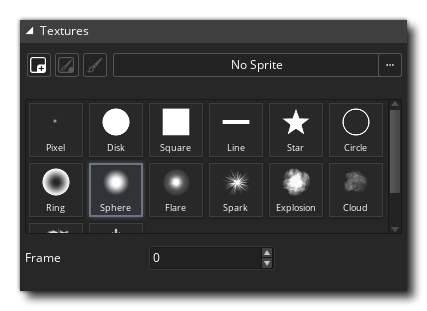 Textures
No Sprite ...
Pixel Disk Square Line Star Circle
Ring Sphere Flare Spark Explosion Cloud
Frame 0